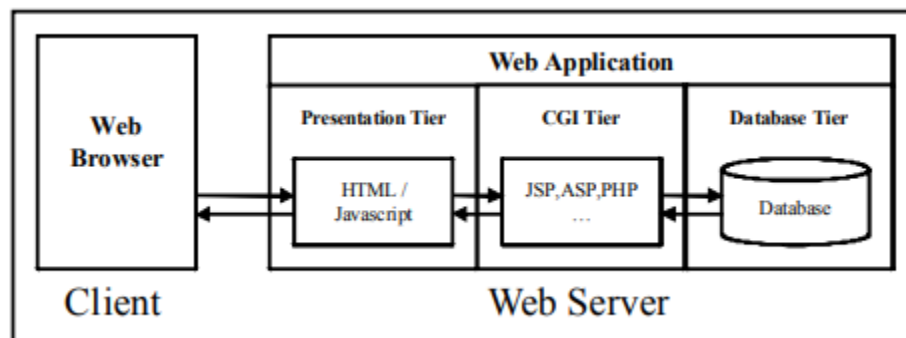 Web Application
Web
Browser
Presentation Tier
CGI Tier
Database Tier
HTML /
Javascript
JSP,ASP,PHP
...
Database
Client
Web Server